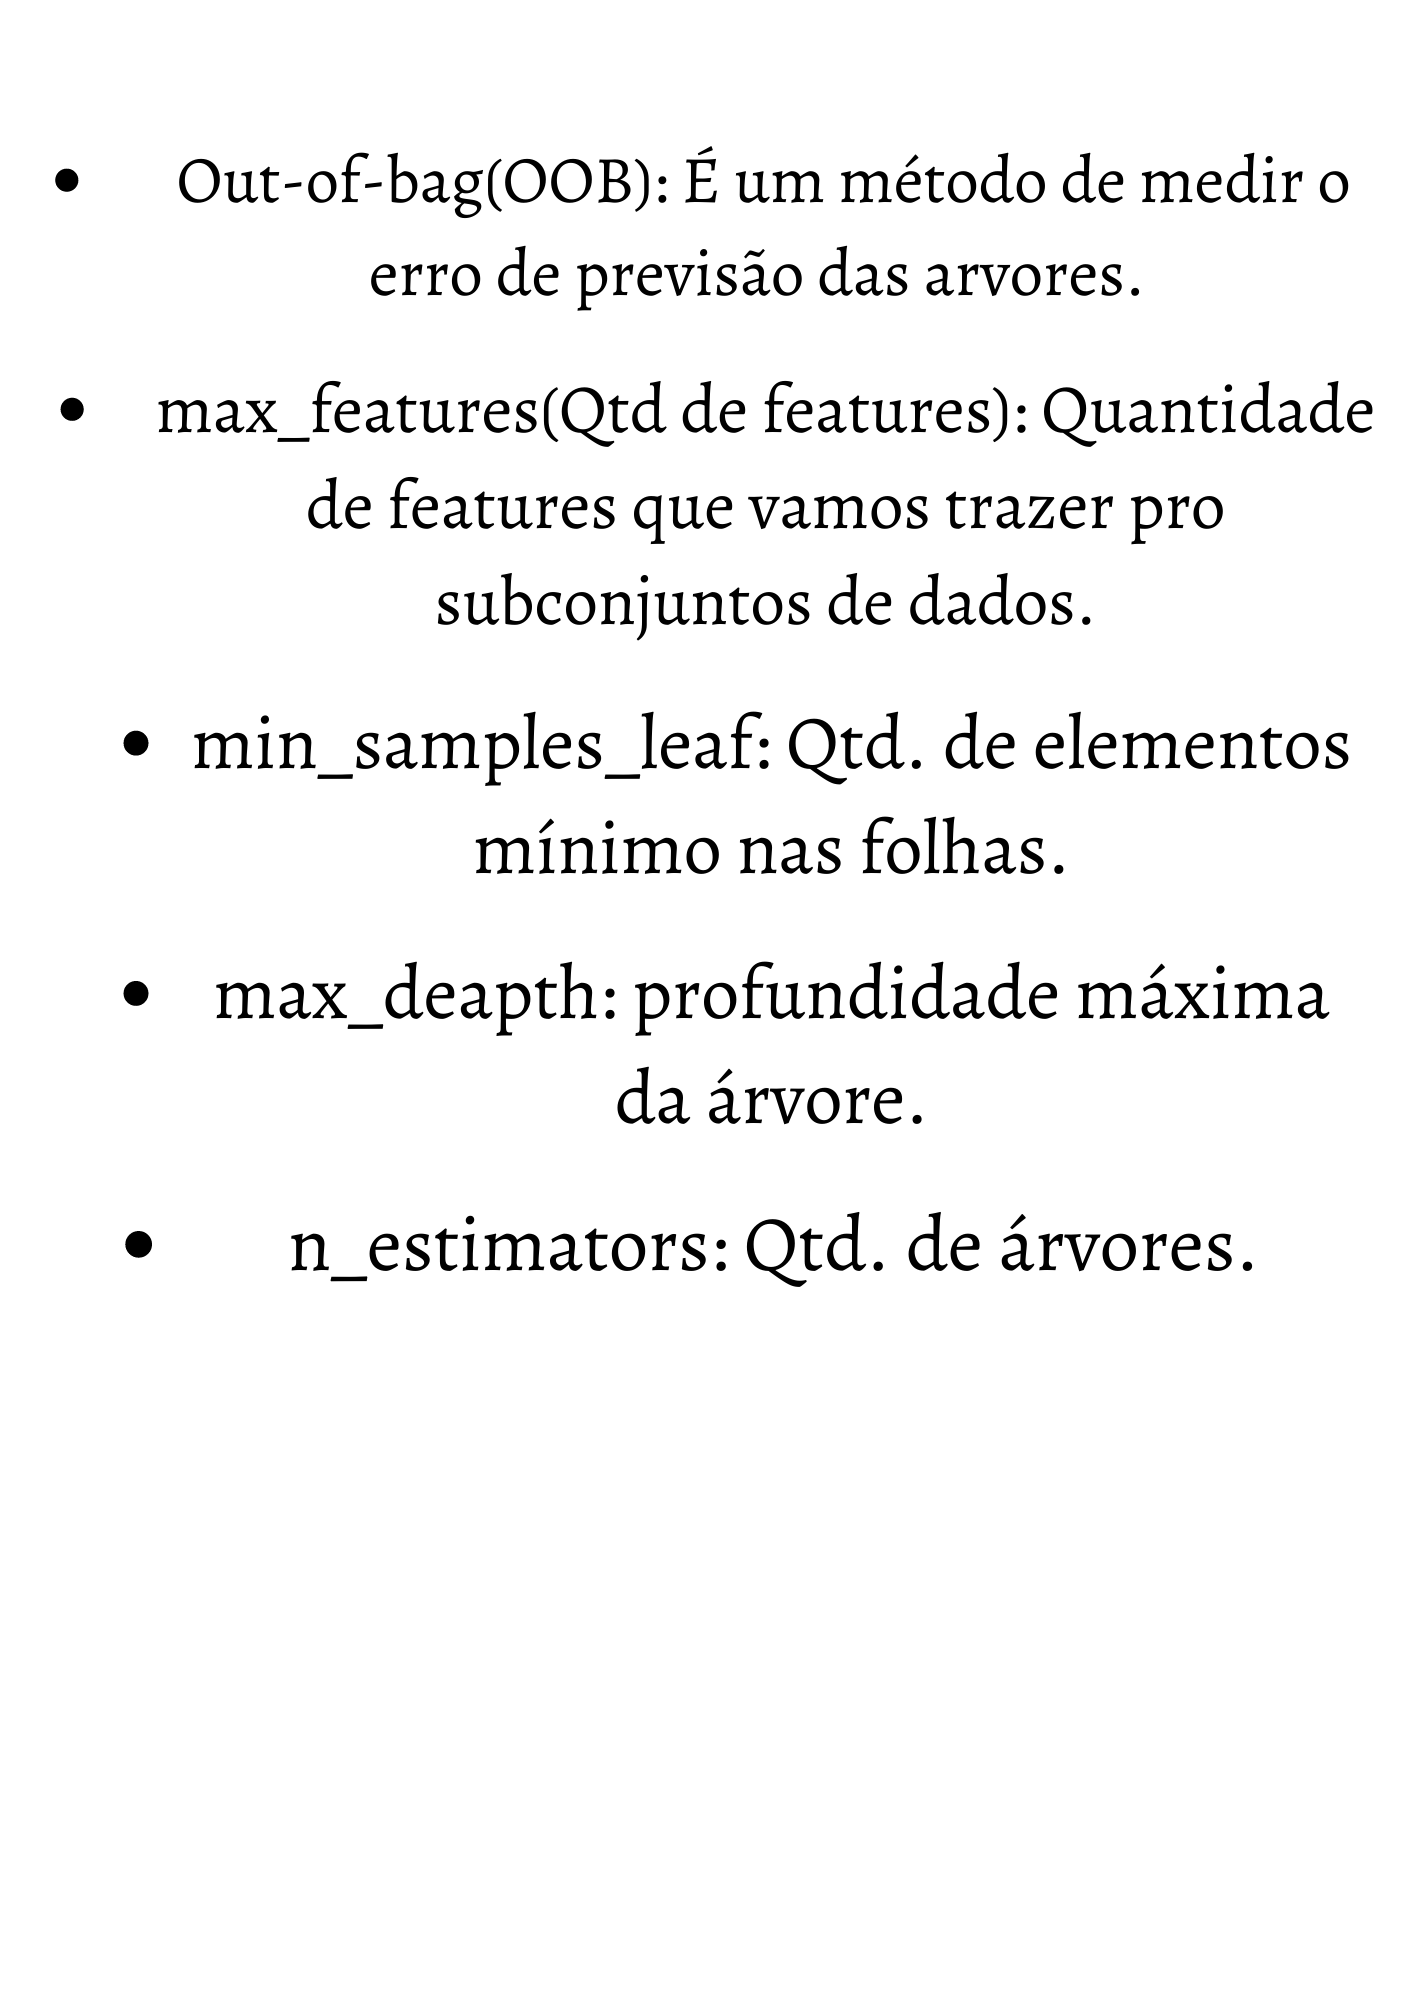 • Out-of-bag(OOB): É um método de medir o
erro de previsão das arvores.
• max_features(Qtd de features): Quantidade
de features que vamos trazer pro
subconjuntos de dados.
• min_samples_leaf: Qtd. de elementos
mínimo nas folhas.
• max_deapth: profundidade máxima
da árvore.
• n_estimators: Qtd. de árvores.